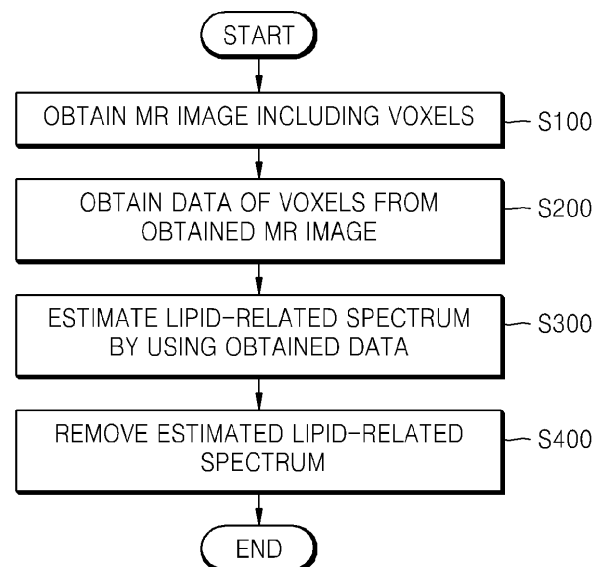 START
OBTAIN MR IMAGE INCLUDING VOXELS
S100
OBTAIN DATA OF VOXELS FROM
OBTAINED MR IMAGE
S200
ESTIMATE LIPID-RELATED SPECTRUM
BY USING OBTAINED DATA
S300
REMOVE ESTIMATED LIPID-RELATED
SPECTRUM
S400
END